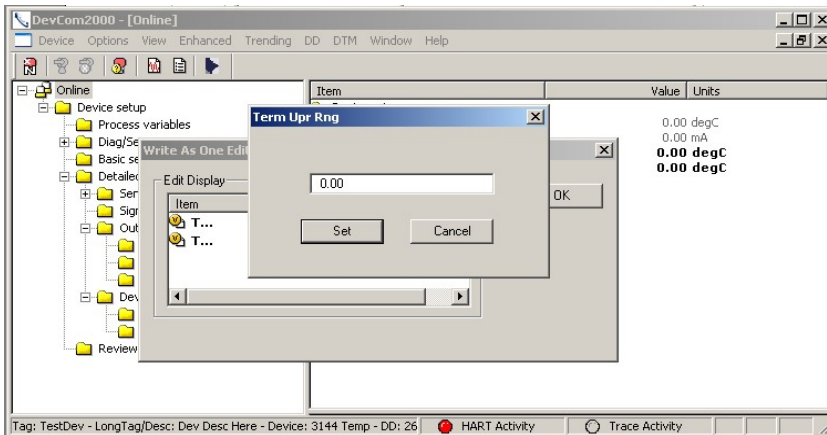 DevCom2000 - [Online]
Device Options View Enhanced Trending DD DTM Window Help
Online
Device setup
Process variables
Diag/Se
Basic se
Detailed
Sen
Sign
Out
Dev
Review
Item Value Units
0.00 degC
0.00 mA
0.00 degC
0.00 degC
Write As One Edi
Edit Display
Item
T...
T...
OK
Term Upr Rng
0.00
Set Cancel
Tag: TestDev - LongTag/Desc: Dev Desc Here - Device: 3144 Temp - DD: 26 HART Activity Trace Activity